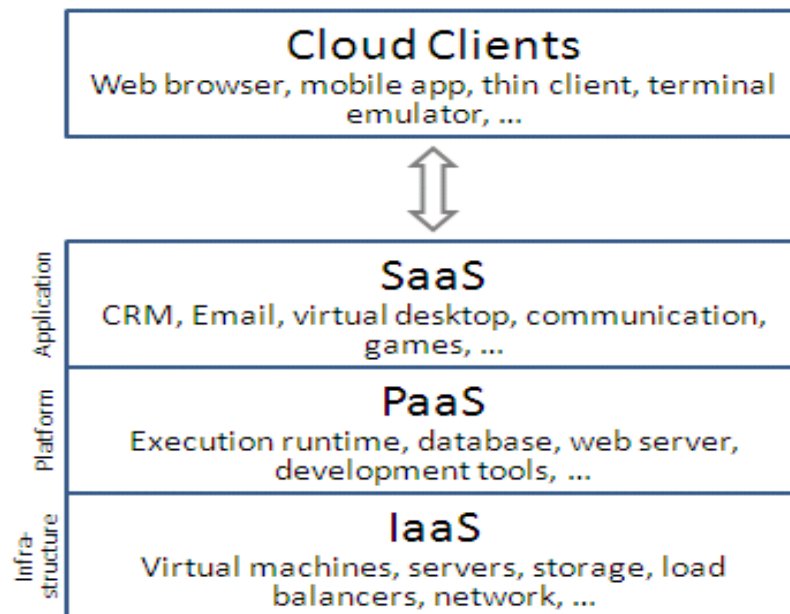 Cloud Clients
Web browser, mobile app, thin client, terminal
emulator, ...
Application
SaaS
CRM, Email, virtual desktop, communication,
games, ...
Platform
PaaS
Execution runtime, database, web server,
development tools, ...
Infra-
structure
IaaS
Virtual machines, servers, storage, load
balancers, network, ...